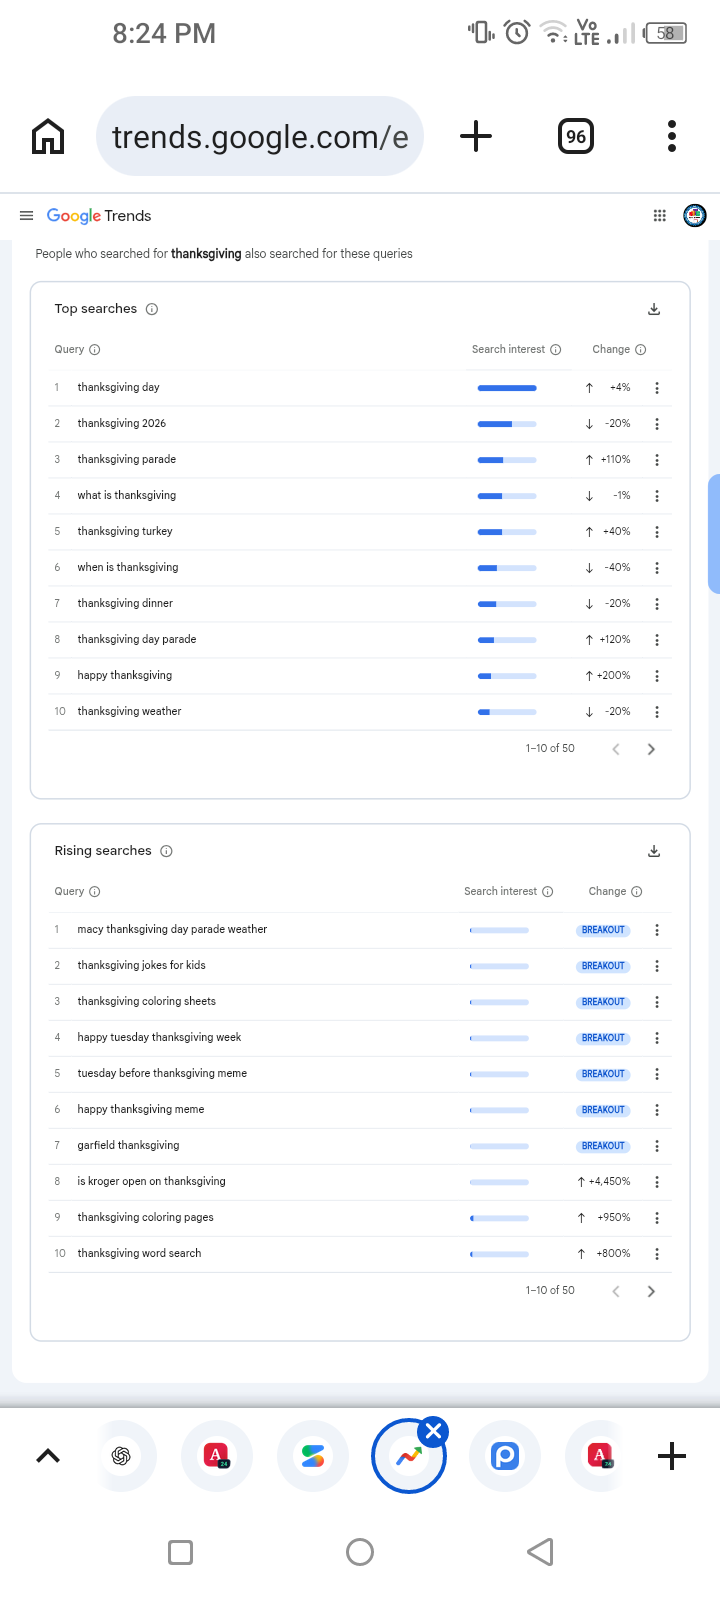 8:24 PM
Vo LTE
58
trends.google.com/e
96
Google Trends
People who searched for thanksgiving also searched for these queries
Top searches
Query Search interest Change
1 thanksgiving day +4%
2 thanksgiving 2026 -20%
3 thanksgiving parade +110%
4 what is thanksgiving -1%
5 thanksgiving turkey +40%
6 when is thanksgiving -40%
7 thanksgiving dinner -20%
8 thanksgiving day parade +120%
9 happy thanksgiving +200%
10 thanksgiving weather -20%
1–10 of 50
Rising searches
Query Search interest Change
1 macy thanksgiving day parade weather BREAKOUT
2 thanksgiving jokes for kids BREAKOUT
3 thanksgiving coloring sheets BREAKOUT
4 happy tuesday thanksgiving week BREAKOUT
5 tuesday before thanksgiving meme BREAKOUT
6 happy thanksgiving meme BREAKOUT
7 garfield thanksgiving BREAKOUT
8 is kroger open on thanksgiving +4,450%
9 thanksgiving coloring pages +950%
10 thanksgiving word search +800%
1–10 of 50
A 24 A 24